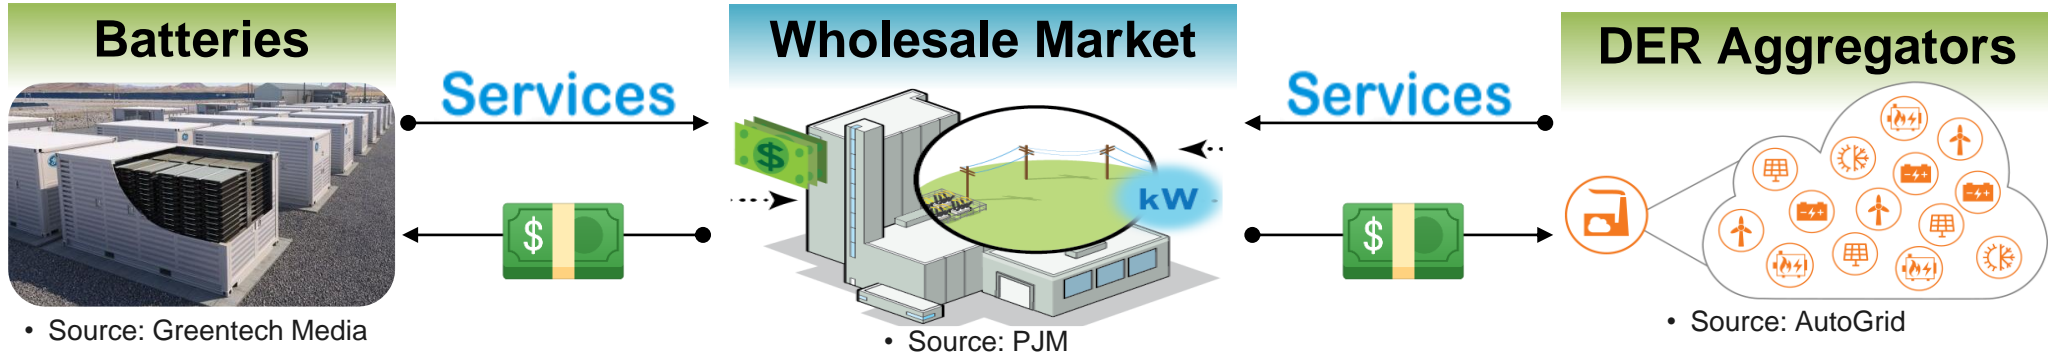 Batteries
Wholesale Market
DER Aggregators
Services
Services
$
kW
$
$
• Source: Greentech Media
• Source: PJM
• Source: AutoGrid